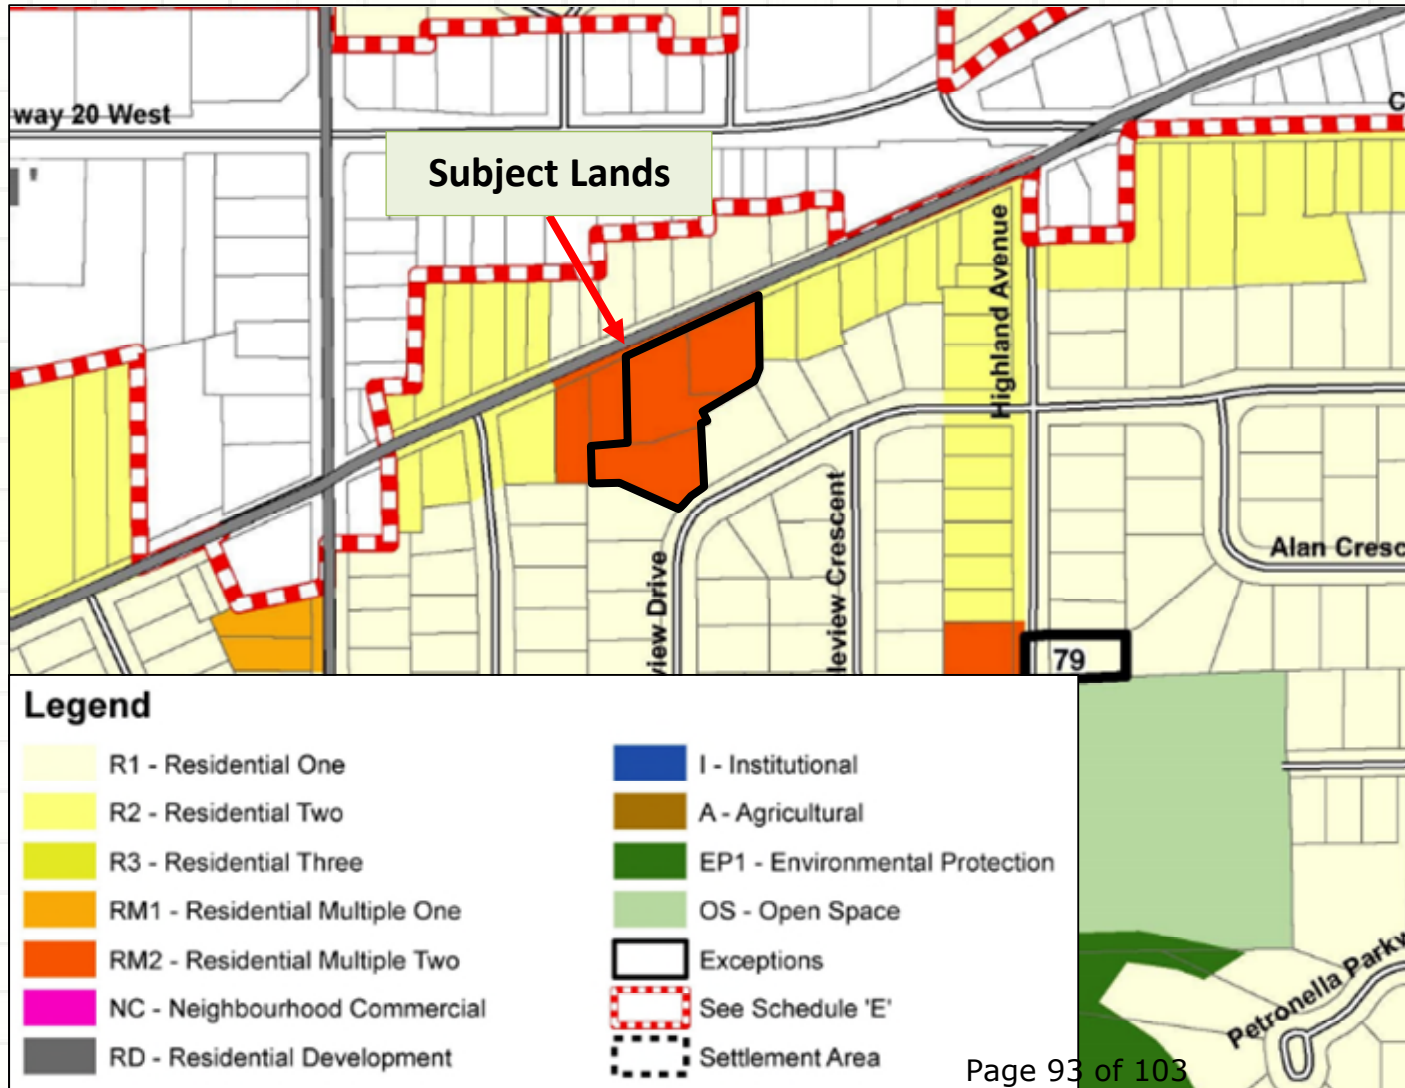 way 20 West
C
Subject Lands
Highland Avenue
Alan Cresc
view Drive
leview Crescent
79
Legend
R1 - Residential One
R2 - Residential Two
R3 - Residential Three
RM1 - Residential Multiple One
RM2 - Residential Multiple Two
NC - Neighbourhood Commercial
RD - Residential Development
I - Institutional
A - Agricultural
EP1 - Environmental Protection
OS - Open Space
Exceptions
See Schedule 'E'
Settlement Area
Petronella Parkw
Page 93 of 103